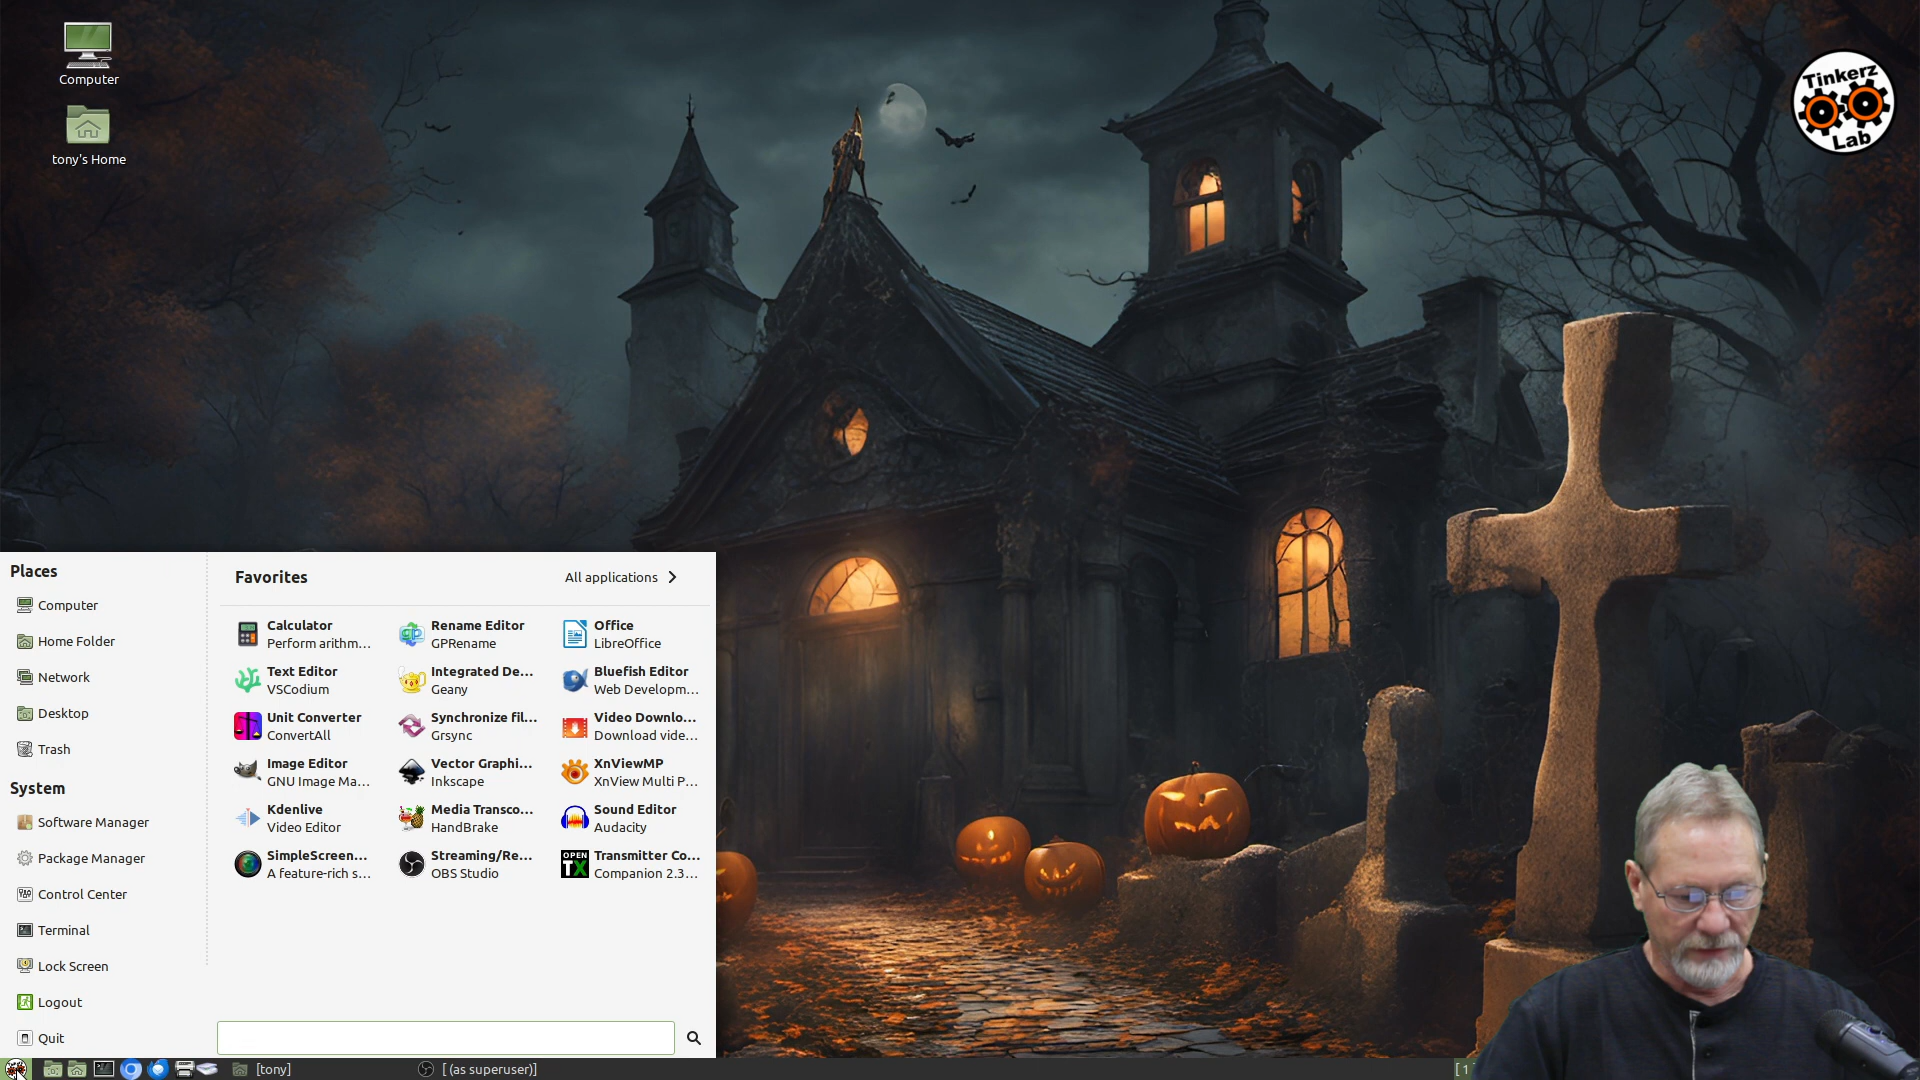 Computer
tony's Home
Tinkerz
Lab
Places
Computer
Home Folder
Network
Desktop
Trash
System
Software Manager
Package Manager
Control Center
Terminal
Lock Screen
Logout
Quit
Favorites
All applications
Calculator
Perform arithm...
Rename Editor
GPRename
Office
LibreOffice
Text Editor
VSCodium
Integrated De...
Geany
Bluefish Editor
Web Developm...
Unit Converter
ConvertAll
Synchronize fil...
Grsync
Video Downlo...
Download vide...
Image Editor
GNU Image Ma...
Vector Graphi...
Inkscape
XnViewMP
XnView Multi P...
Kdenlive
Video Editor
Media Transco...
HandBrake
Sound Editor
Audacity
SimpleScreen...
A feature-rich s...
Streaming/Re...
OBS Studio
OPEN
TX
Transmitter Co...
Companion 2.3...
[tony]
[ (as superuser)]
[ 1